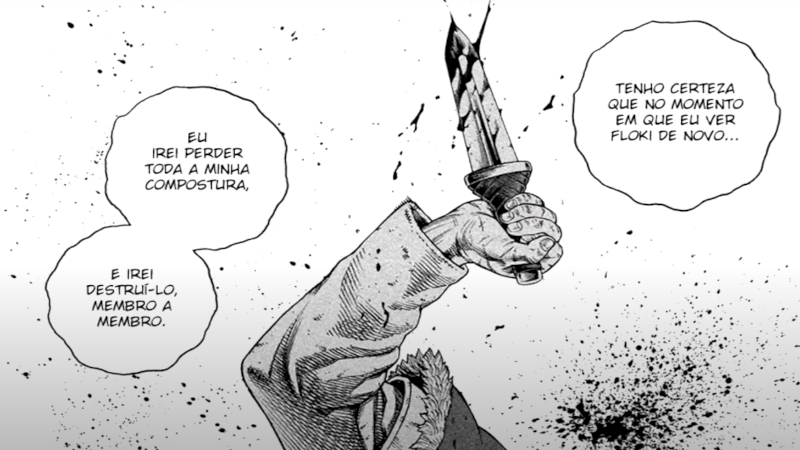 TENHO CERTEZA
QUE NO MOMENTO
EM QUE EU VER
FLOKI DE NOVO...
EU
IREI PERDER
TODA A MINHA
COMPOSTURA,
E IREI
DESTRUÍ-LO,
MEMBRO A
MEMBRO.